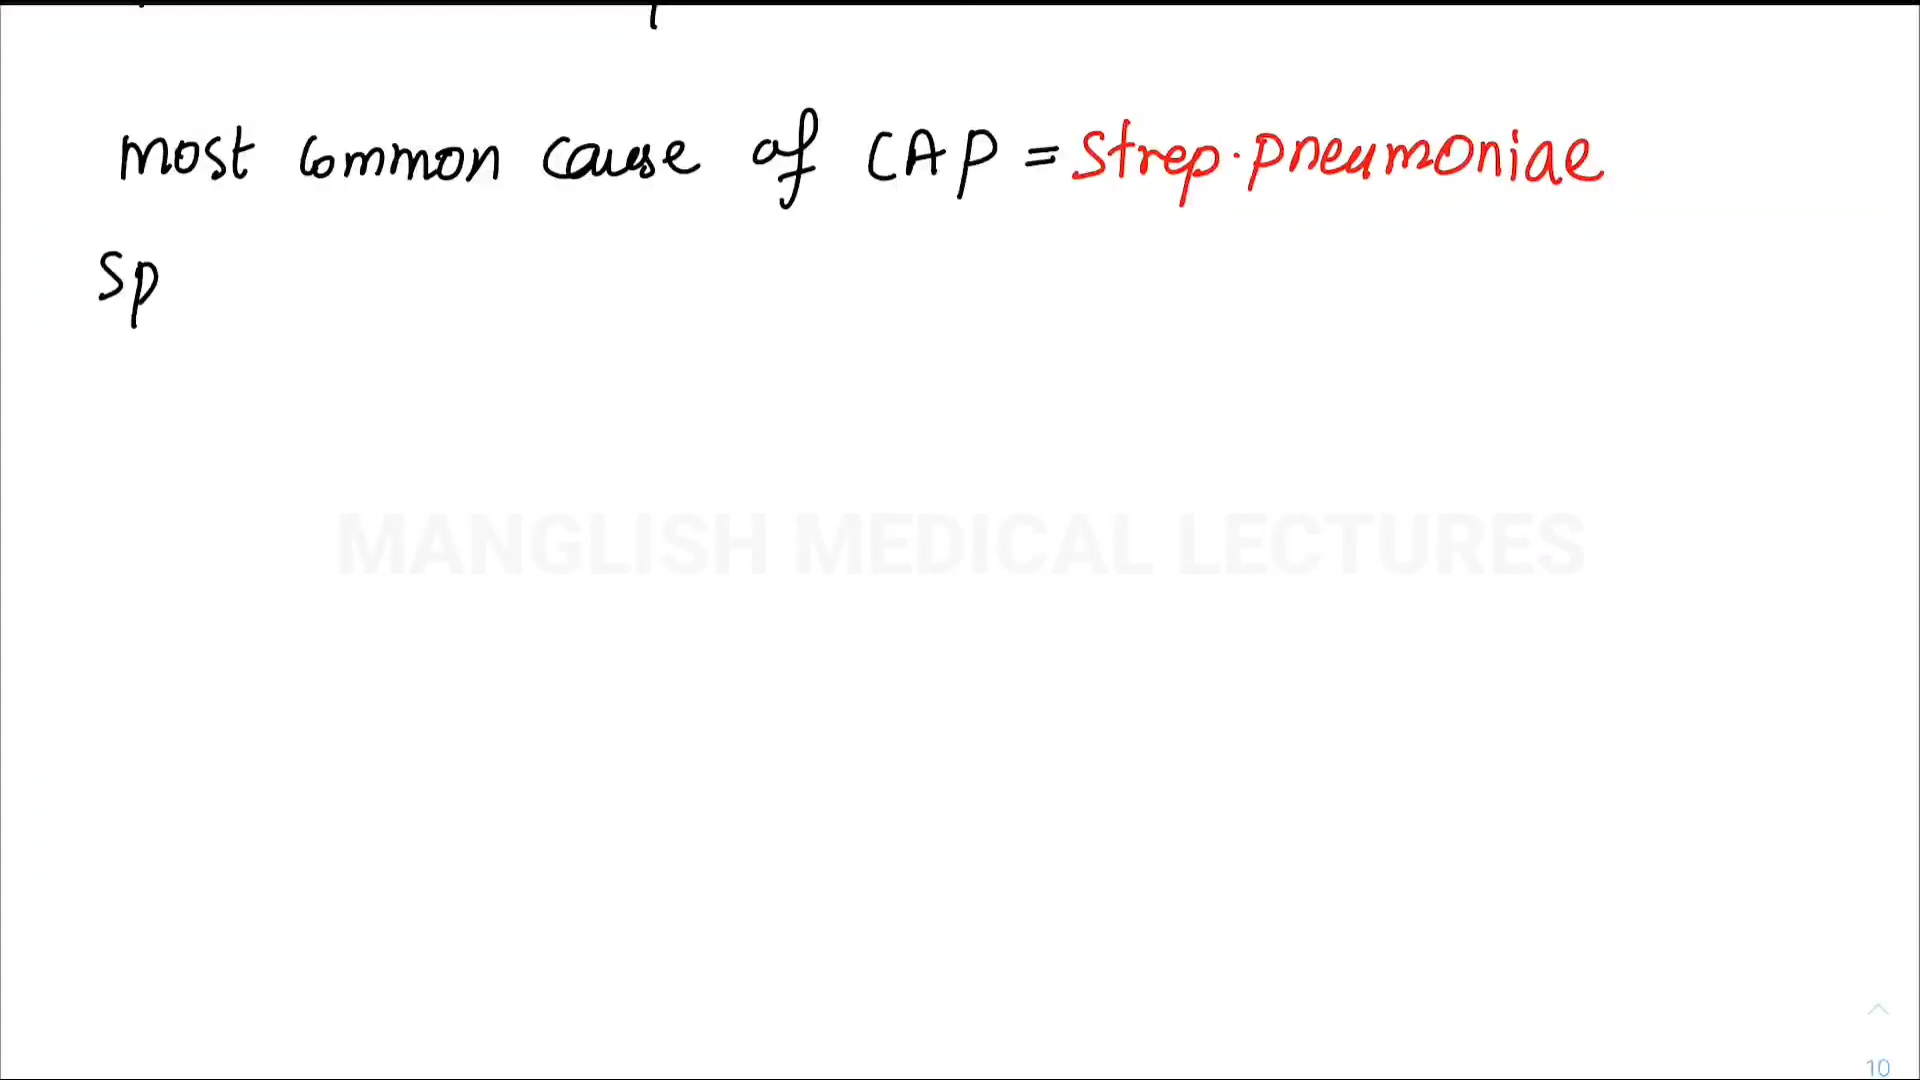 most common cause of CAP = Strep. pneumoniae
Sp
MANGLISH MEDICAL LECTURES
10